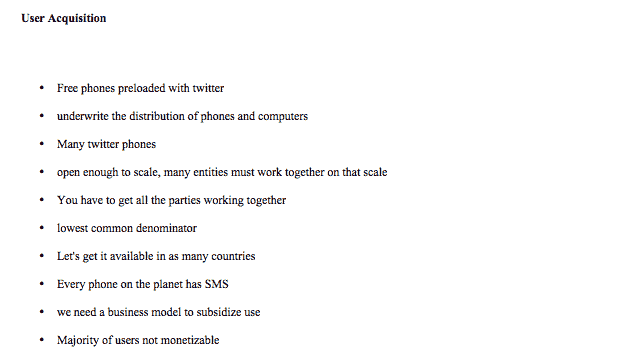 User Acquisition
• Free phones preloaded with twitter
• underwrite the distribution of phones and computers
• Many twitter phones
• open enough to scale, many entities must work together on that scale
• You have to get all the parties working together
• lowest common denominator
• Let's get it available in as many countries
• Every phone on the planet has SMS
• we need a business model to subsidize use
• Majority of users not monetizable